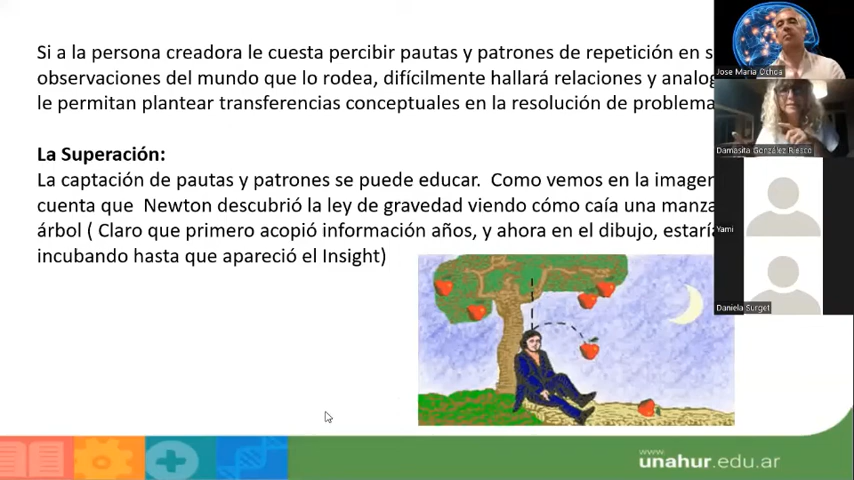 Si a la persona creadora le cuesta percibir pautas y patrones de repetición en
observaciones del mundo que lo rodea, difícilmente hallará relaciones y
le permitan plantear transferencias conceptuales en la resolución de
La Superación:
La captación de pautas y patrones se puede educar. Como vemos en la
cuenta que Newton descubrió la ley de gravedad viendo cómo caía una
árbol ( Claro que primero acopió información años, y ahora en el dibujo,
incubando hasta que apareció el Insight)
Jose Maria Ochoa
Damasita González Riesco
Yami
Daniela Surget
www.
unahur.edu.ar